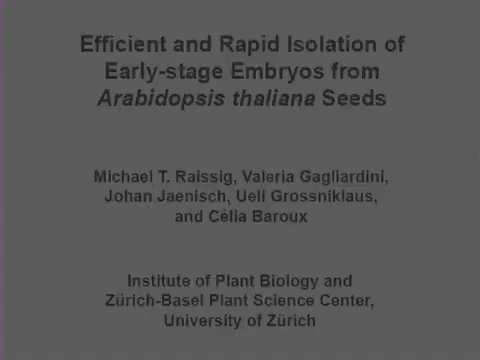 Efficient and Rapid Isolation of
Early-stage Embryos from
Arabidopsis thaliana Seeds
Michael T. Raissig, Valeria Gagliardini,
Johan Jaenisch, Ueli Grossniklaus,
and Célia Baroux
Institute of Plant Biology and
Zürich-Basel Plant Science Center,
University of Zürich